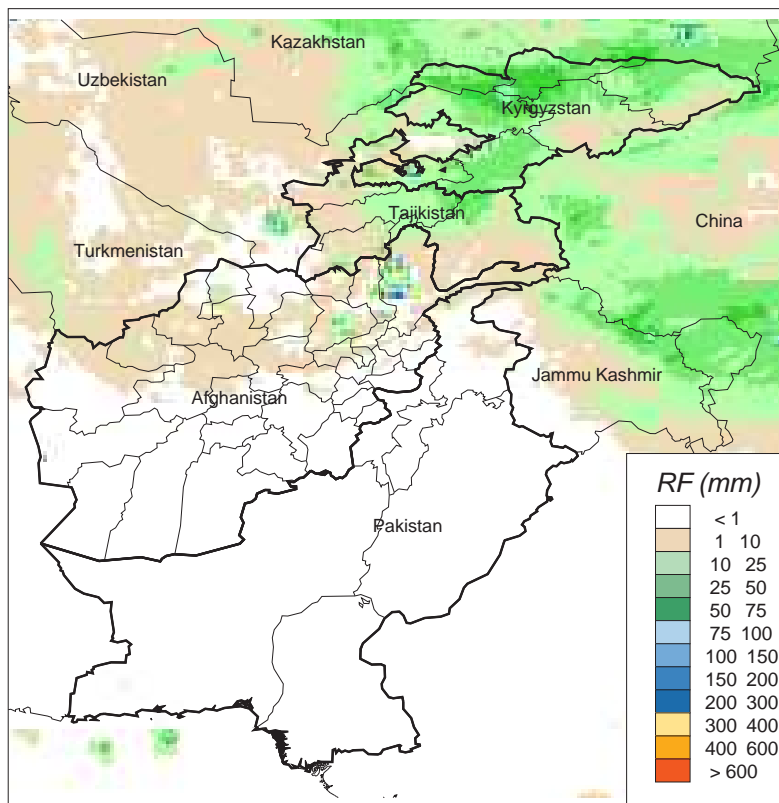 Kazakhstan
Uzbekistan
Kyrgyzstan
Tajikistan
China
Turkmenistan
Jammu Kashmir
Afghanistan
Pakistan
RF (mm)
< 1
1 10
10 25
25 50
50 75
75 100
100 150
150 200
200 300
300 400
400 600
> 600